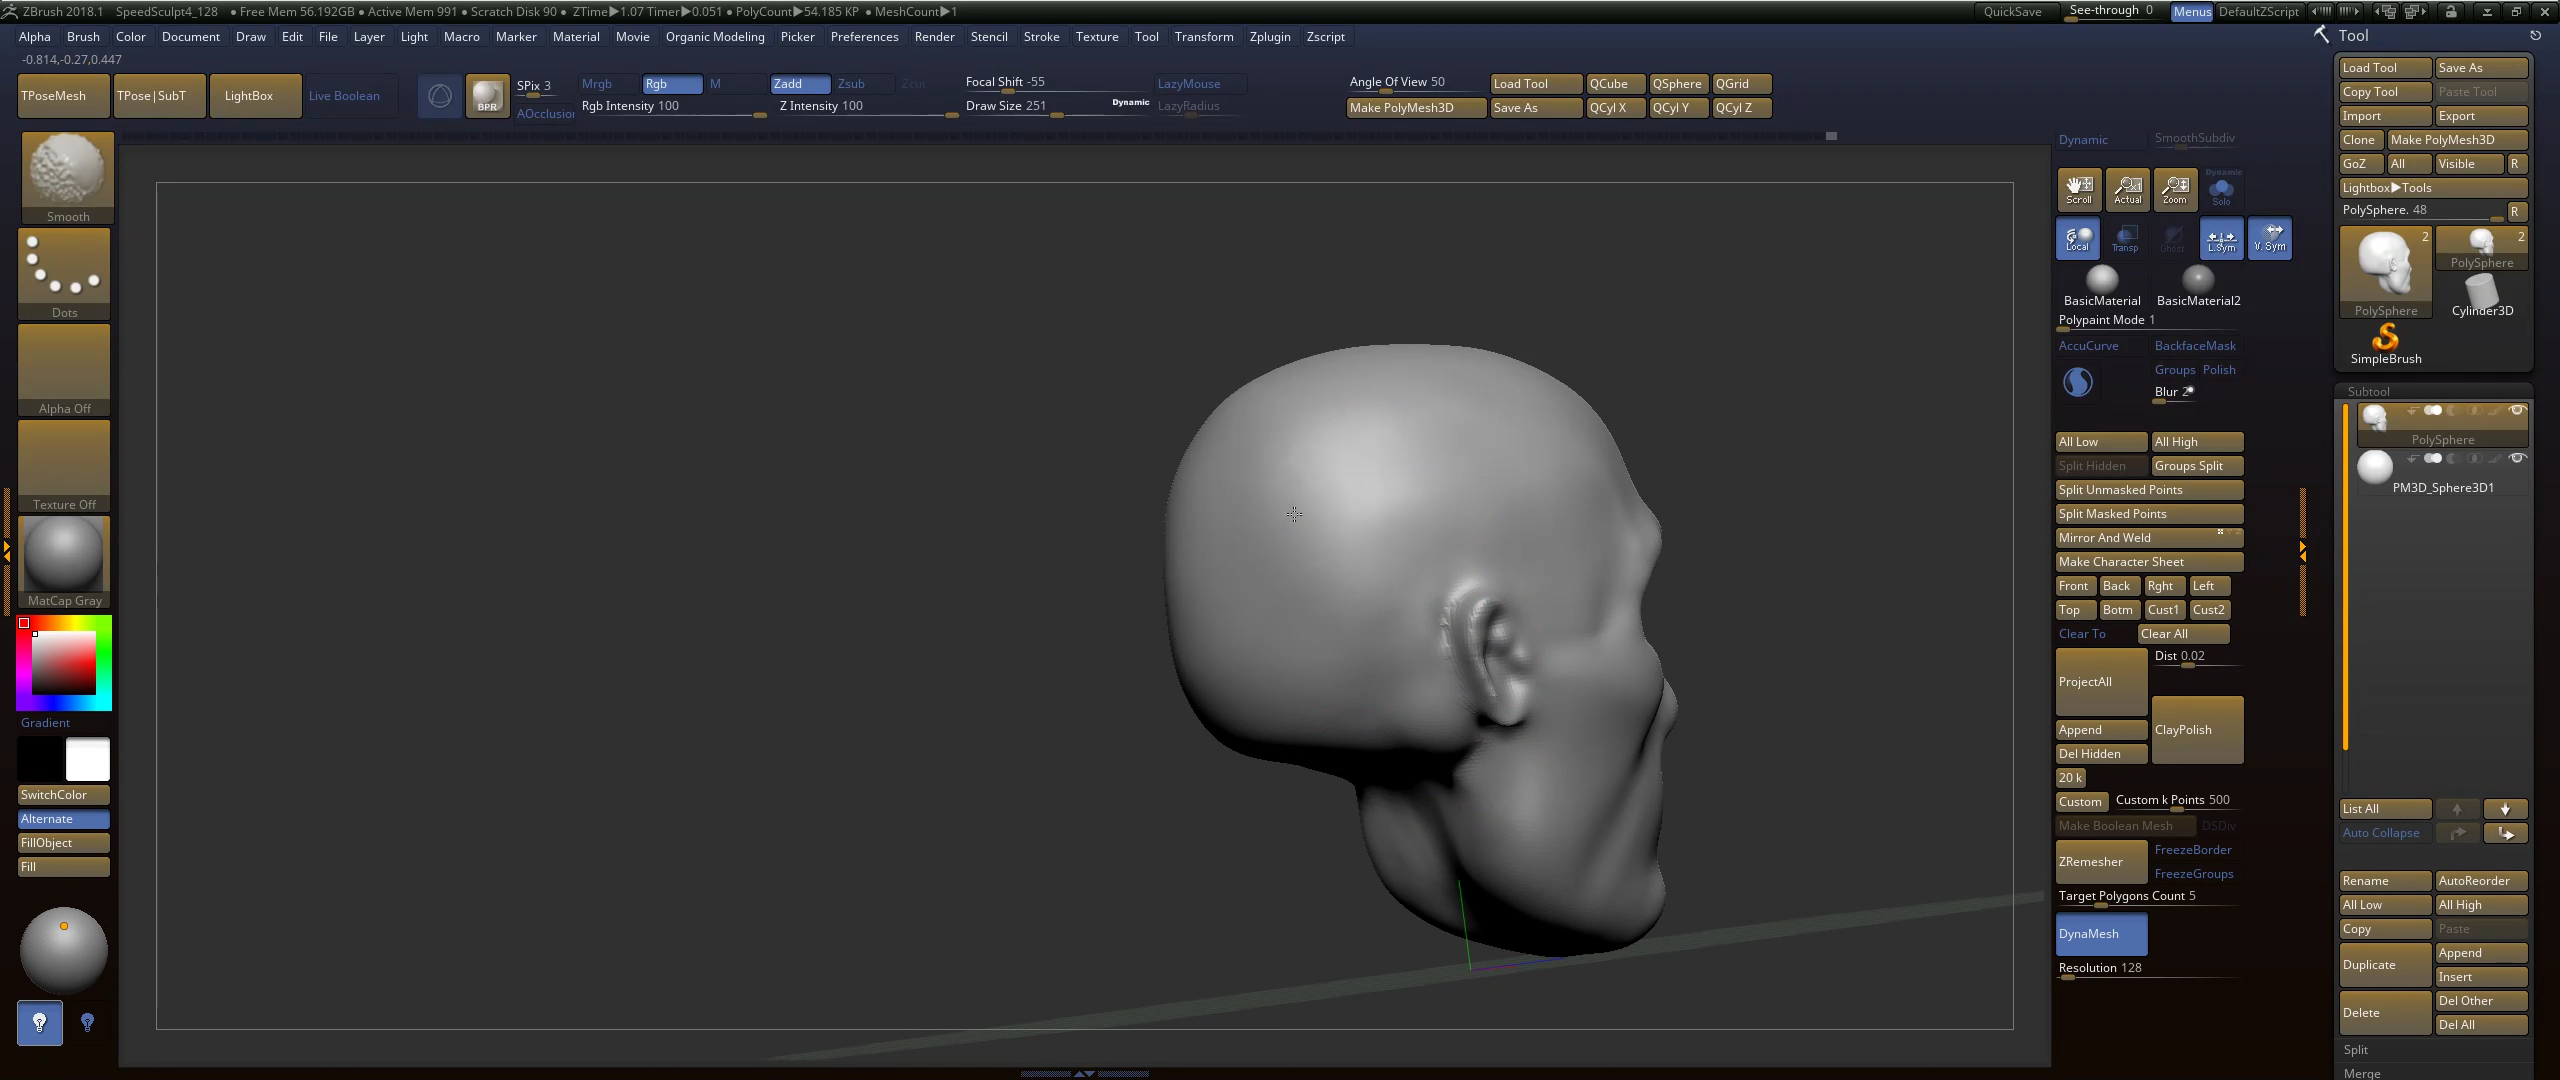 ZBrush 2018.1 SpeedSculpt4_128 ● Free Mem 56.192GB ● Active Mem 991 ● Scratch Disk 90 ● ZTime▶1.07 Timer▶0.051 ● PolyCount▶54.185 KP ● MeshCount▶1 QuickSave See-through 0 Menus DefaultZScript
Alpha Brush Color Document Draw Edit File Layer Light Macro Marker Material Movie Organic Modeling Picker Preferences Render Stencil Stroke Texture Tool Transform Zplugin Zscript
-0.814,-0.27,0.447
TPoseMesh TPose|SubT LightBox Live Boolean
BPR
SPix 3
AOcclusion
Mrgb Rgb M
Rgb Intensity 100
Zadd Zsub Zcut
Z Intensity 100
Focal Shift -55
Draw Size 251 Dynamic
LazyMouse
LazyRadius
Angle Of View 50
Make PolyMesh3D
Load Tool QCube QSphere QGrid
Save As QCyl X QCyl Y QCyl Z
Smooth
Dots
Alpha Off
Texture Off
MatCap Gray
Gradient
SwitchColor
Alternate
FillObject
Fill
Dynamic SmoothSubdiv
Scroll Actual Zoom Dynamic Solo
Local Transp Ghost L.Sym V. Sym
BasicMaterial BasicMaterial2
Polypaint Mode 1
AccuCurve BackfaceMask
Groups Polish
Blur 2
All Low All High
Split Hidden Groups Split
Split Unmasked Points
Split Masked Points
Mirror And Weld
Make Character Sheet
Front Back Rght Left
Top Botm Cust1 Cust2
Clear To Clear All
ProjectAll Dist 0.02
Append ClayPolish
Del Hidden
20 k
Custom Custom k Points 500
Make Boolean Mesh DSDiv
ZRemesher FreezeBorder
FreezeGroups
Target Polygons Count 5
DynaMesh
Resolution 128
Tool
Load Tool Save As
Copy Tool Paste Tool
Import Export
Clone Make PolyMesh3D
GoZ All Visible R
Lightbox▶Tools
PolySphere. 48 R
2 2
PolySphere
PolySphere Cylinder3D
SimpleBrush
Subtool
PolySphere
PM3D_Sphere3D1
List All
Auto Collapse
Rename AutoReorder
All Low All High
Copy Paste
Duplicate Append
Insert
Delete Del Other
Del All
Split
Merge